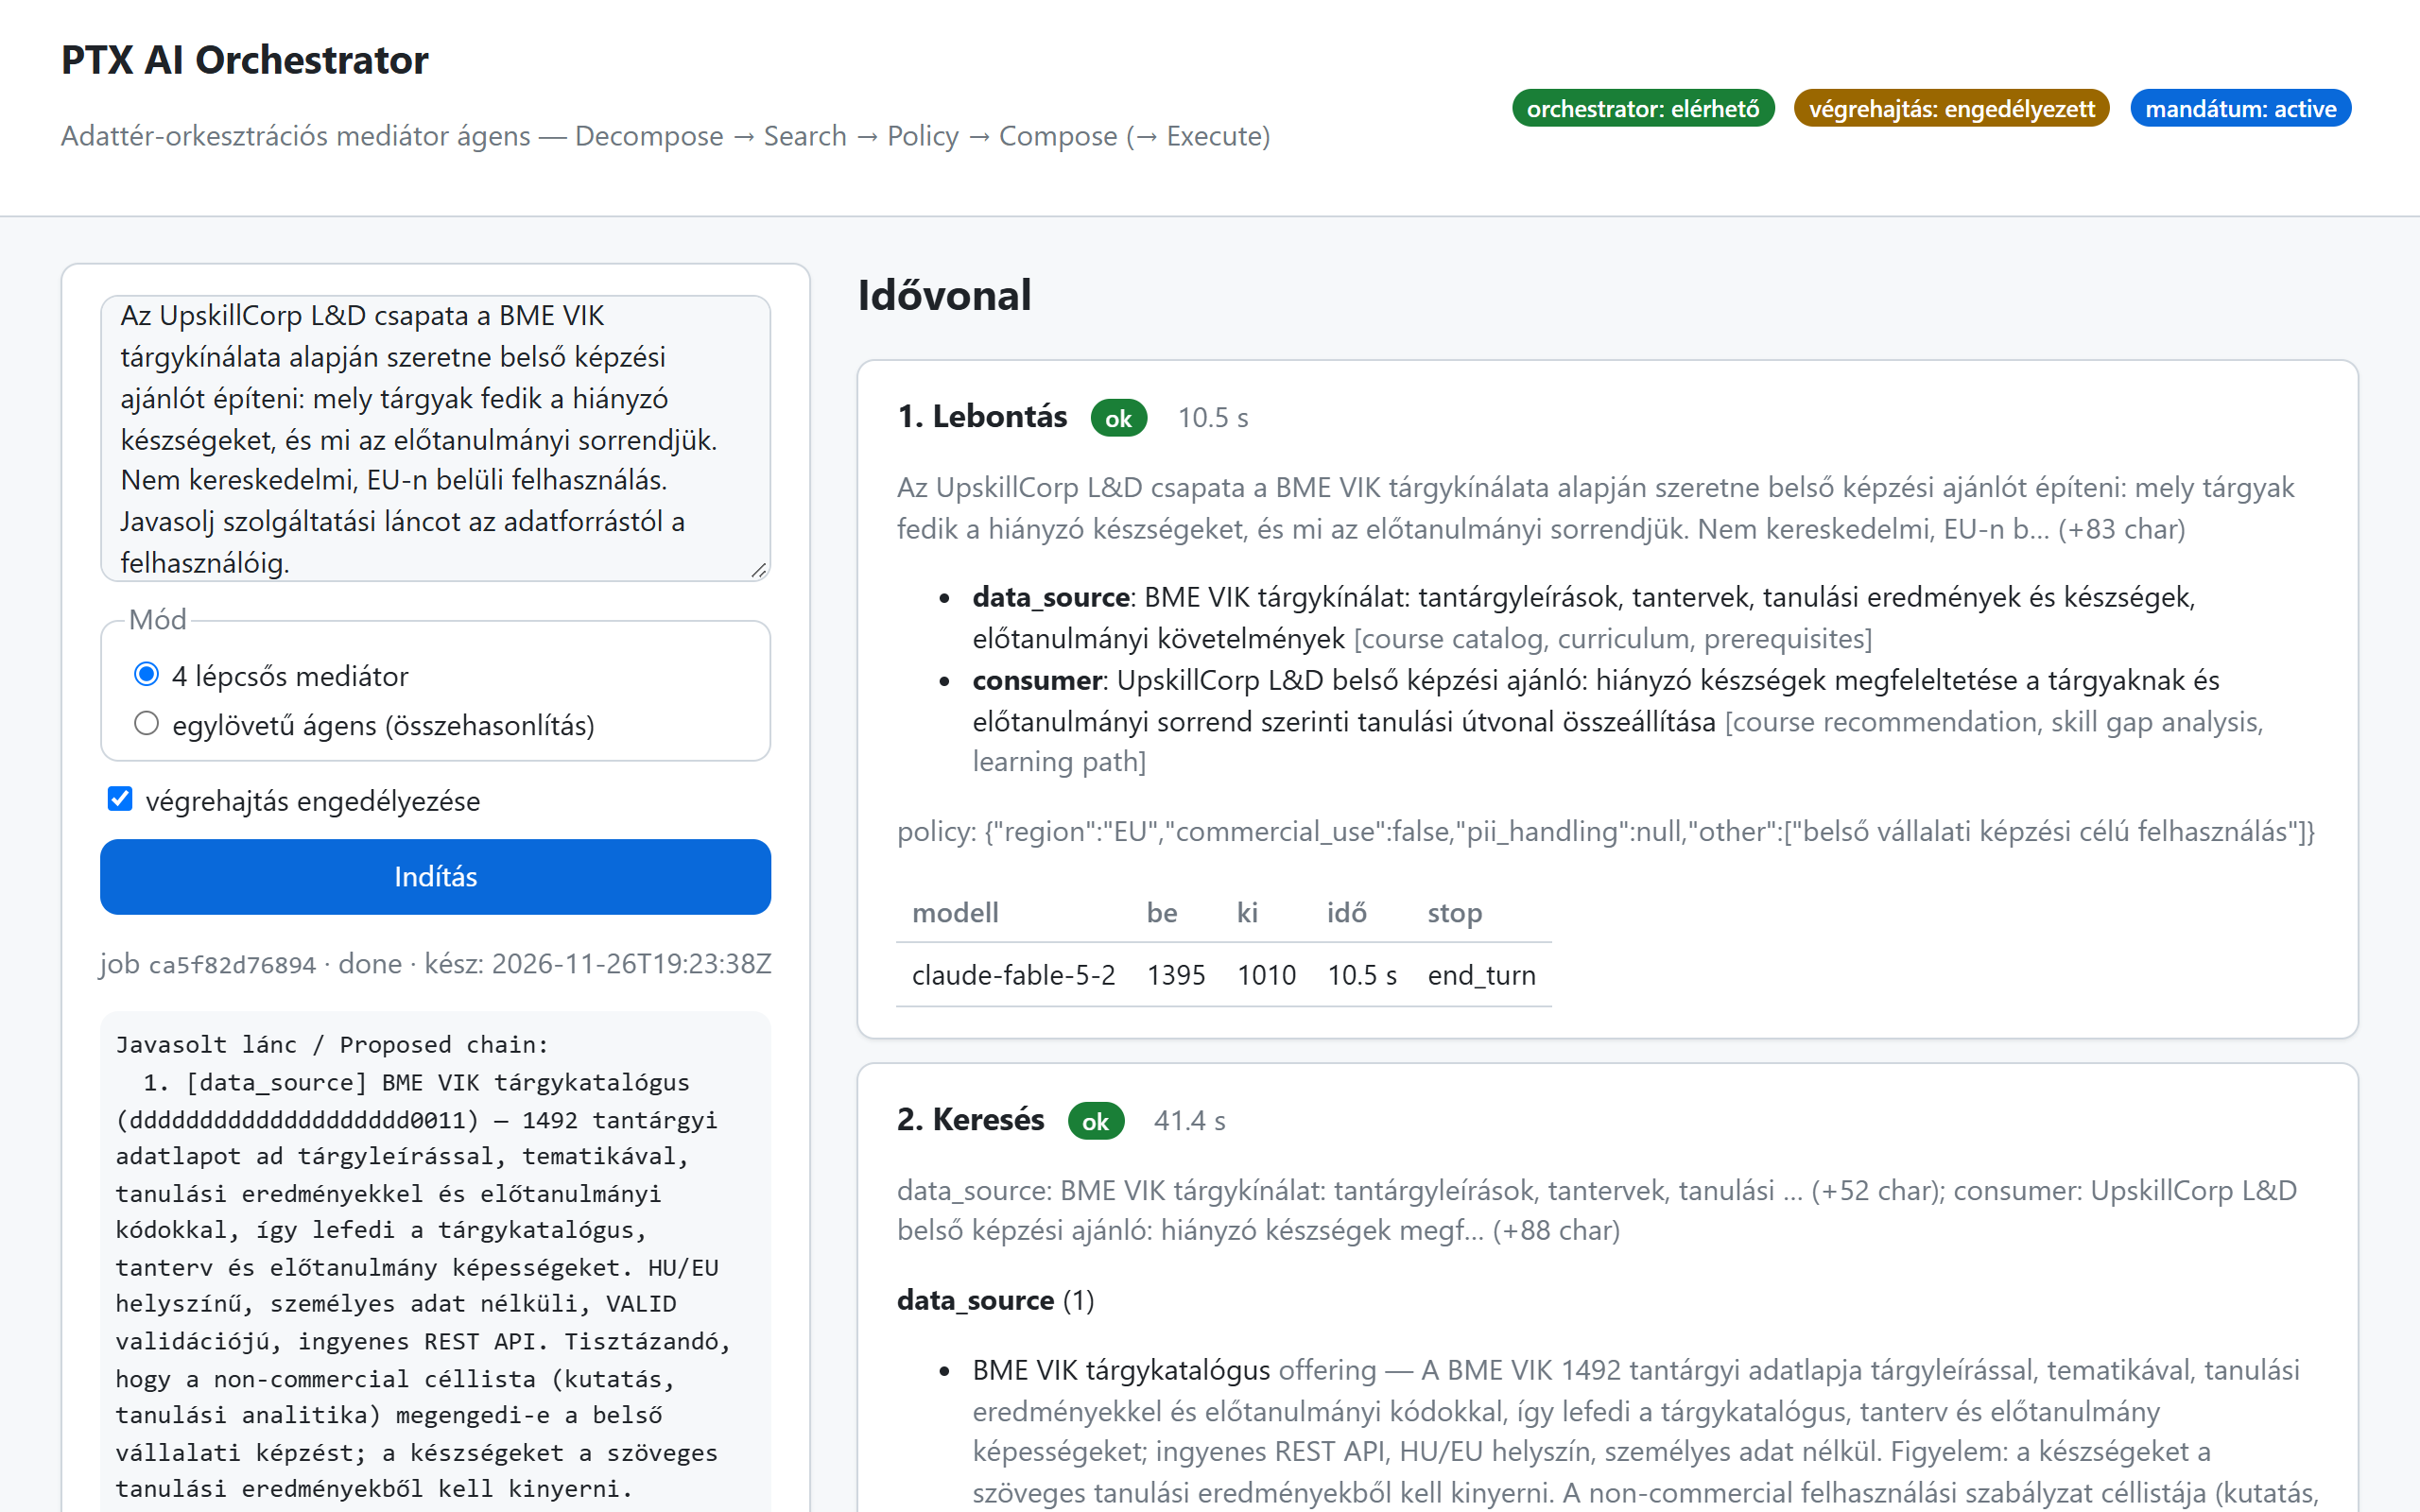 PTX AI Orchestrator
Adattér-orkesztrációs mediátor ágens — Decompose → Search → Policy → Compose (→ Execute)
orchestrator: elérhető
végrehajtás: engedélyezett
mandátum: active
Az UpskillCorp L&D csapata a BME VIK
tárgykínálata alapján szeretne belső képzési
ajánlót építeni: mely tárgyak fedik a hiányzó
készségeket, és mi az előtanulmányi sorrendjük.
Nem kereskedelmi, EU-n belüli felhasználás.
Javasolj szolgáltatási láncot az adatforrástól a
felhasználóig.
Mód
4 lépcsős mediátor
egylövetű ágens (összehasonlítás)
végrehajtás engedélyezése
Indítás
job ca5f82d76894 · done · kész: 2026-11-26T19:23:38Z
Javasolt lánc / Proposed chain:
1. [data_source] BME VIK tárgykatalógus
(dddddddddddddddddddd0011) — 1492 tantárgyi
adatlapot ad tárgyleírással, tematikával,
tanulási eredményekkel és előtanulmányi
kódokkal, így lefedi a tárgykatalógus,
tanterv és előtanulmány képességeket. HU/EU
helyszínű, személyes adat nélküli, VALID
validációjú, ingyenes REST API. Tisztázandó,
hogy a non-commercial céllista (kutatás,
tanulási analitika) megengedi-e a belső
vállalati képzést; a készségeket a szöveges
tanulási eredményekből kell kinyerni.
Idővonal
1. Lebontás ok 10.5 s
Az UpskillCorp L&D csapata a BME VIK tárgykínálata alapján szeretne belső képzési ajánlót építeni: mely tárgyak
fedik a hiányzó készségeket, és mi az előtanulmányi sorrendjük. Nem kereskedelmi, EU-n b… (+83 char)
• data_source: BME VIK tárgykínálat: tantárgyleírások, tantervek, tanulási eredmények és készségek,
előtanulmányi követelmények [course catalog, curriculum, prerequisites]
• consumer: UpskillCorp L&D belső képzési ajánló: hiányzó készségek megfeleltetése a tárgyaknak és
előtanulmányi sorrend szerinti tanulási útvonal összeállítása [course recommendation, skill gap analysis,
learning path]
policy: {"region":"EU","commercial_use":false,"pii_handling":null,"other":["belső vállalati képzési célú felhasználás"]}
modell be ki idő stop
claude-fable-5-2 1395 1010 10.5 s end_turn
2. Keresés ok 41.4 s
data_source: BME VIK tárgykínálat: tantárgyleírások, tantervek, tanulási … (+52 char); consumer: UpskillCorp L&D
belső képzési ajánló: hiányzó készségek megf… (+88 char)
data_source (1)
• BME VIK tárgykatalógus offering — A BME VIK 1492 tantárgyi adatlapja tárgyleírással, tematikával, tanulási
eredményekkel és előtanulmányi kódokkal, így lefedi a tárgykatalógus, tanterv és előtanulmány
képességeket; ingyenes REST API, HU/EU helyszín, személyes adat nélkül. Figyelem: a készségeket a
szöveges tanulási eredményekből kell kinyerni. A non-commercial felhasználási szabályzat céllistája (kutatás,